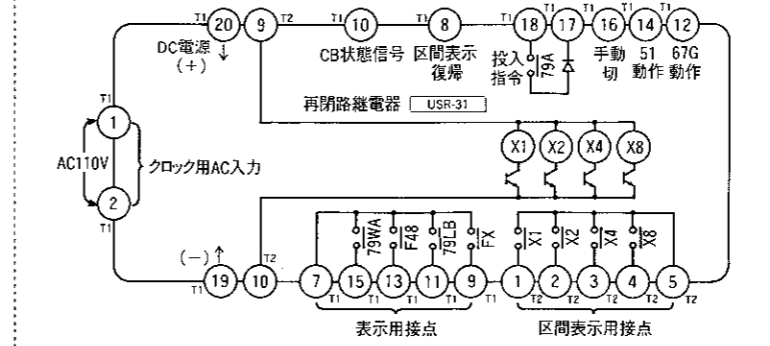 T1 20 9 T2 T1 10 T1 8 T1 18 T1 17 T1 16 T1 14 T1 12
DC電源 ↓
(+)
CB状態信号
区間表示
復帰
投入
指令
79A
手動
切
51
動作
67G
動作
再閉路継電器 USR-31
T1
1
AC110V
クロック用AC入力
2
T1
X1 X2 X4 X8
(-) ↑
T2
79WA F48 79LB FX X1 X2 X4 X8
T1 19 10 7 T1 15 T1 13 T1 11 T1 9 T1 1 T2 2 T2 3 T2 4 T2 5 T2
表示用接点 区間表示用接点